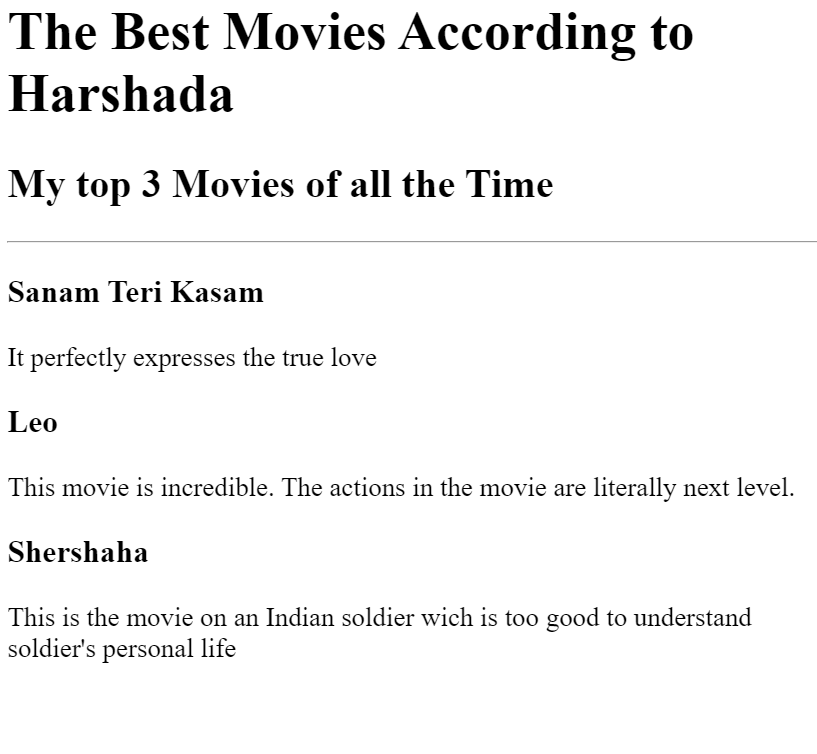 The Best Movies According to
Harshada
My top 3 Movies of all the Time
Sanam Teri Kasam
It perfectly expresses the true love
Leo
This movie is incredible. The actions in the movie are literally next level.
Shershaha
This is the movie on an Indian soldier wich is too good to understand
soldier's personal life